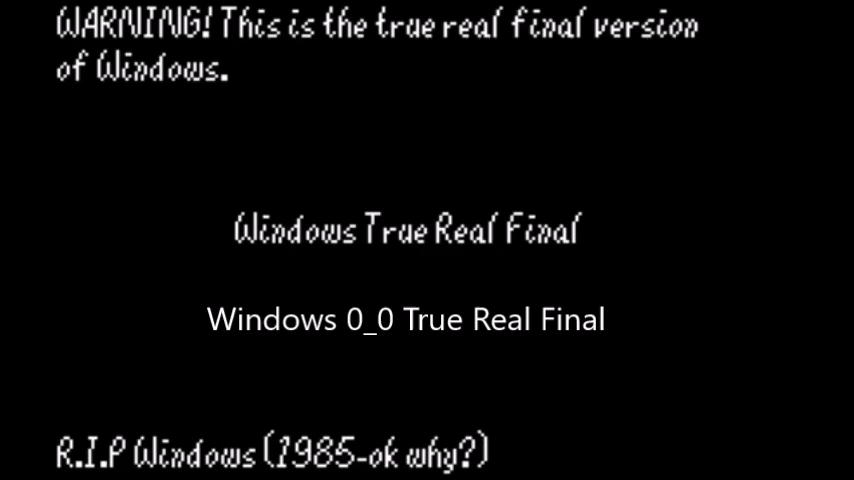 WARNING! This is the true real final version
of Windows.
Windows True Real Final
Windows 0_0 True Real Final
R.I.P Windows (1985-ok why?)